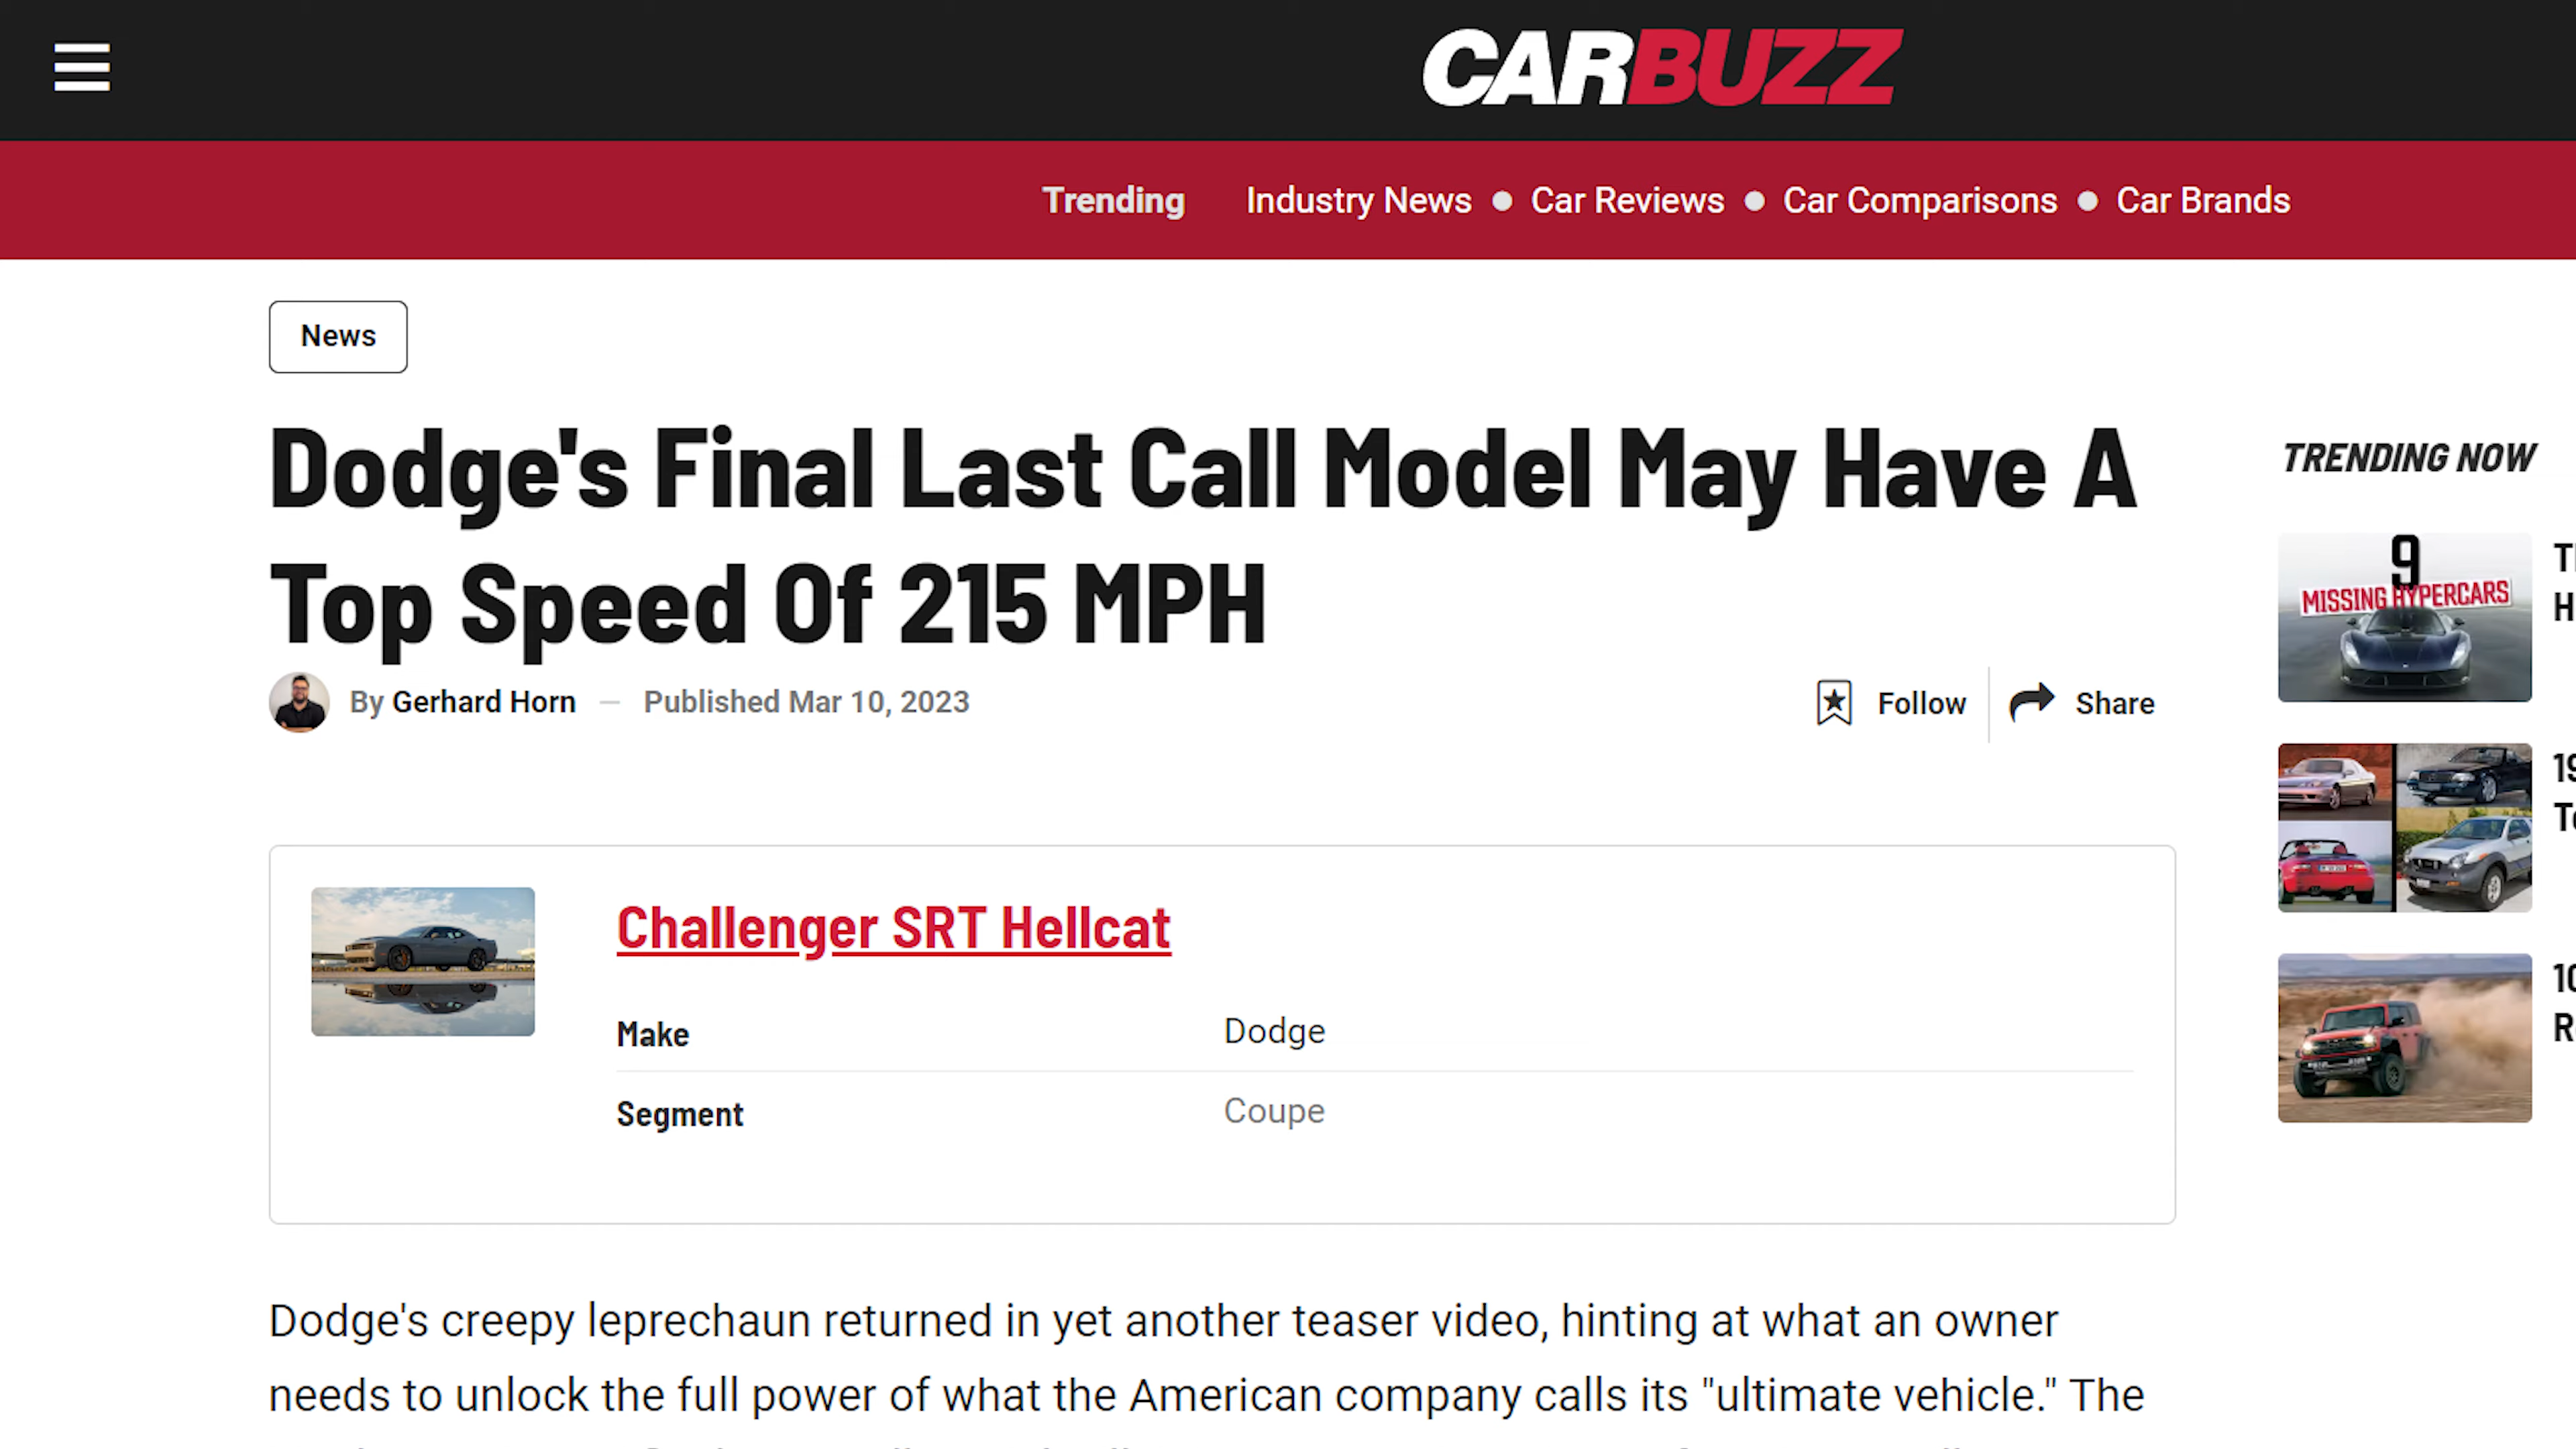 CARBUZZ
Trending Industry News Car Reviews Car Comparisons Car Brands
News
Dodge's Final Last Call Model May Have A
Top Speed Of 215 MPH
By Gerhard Horn — Published Mar 10, 2023
Follow Share
Challenger SRT Hellcat
Make Dodge
Segment Coupe
Dodge's creepy leprechaun returned in yet another teaser video, hinting at what an owner
needs to unlock the full power of what the American company calls its "ultimate vehicle." The
TRENDING NOW
9
MISSING HYPERCARS